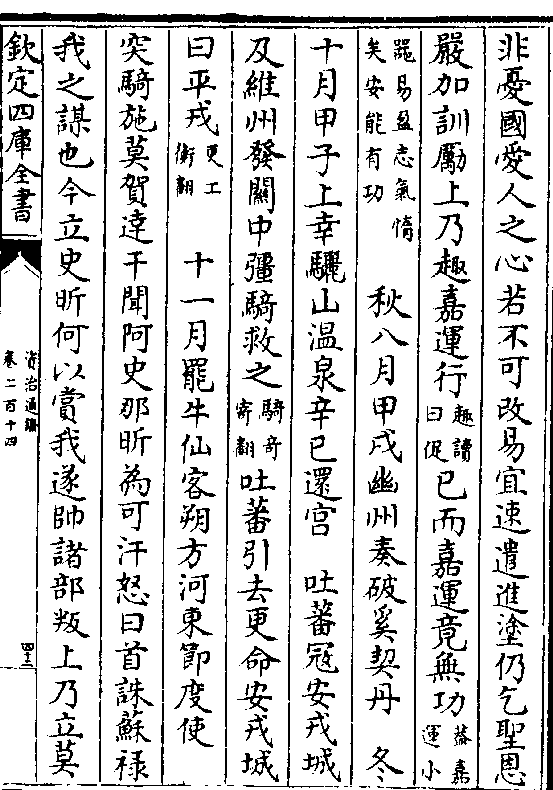 非憂國愛人之心若不可改易宜速遣進塗仍乞聖恩
嚴加訓勵上乃趣嘉運行趣讀曰促已而嘉運竟無功葢嘉運小
器易盈志氣惰矣安能有功　秋八月甲戌幽州奏破奚契丹　冬
十月甲子上幸驪山温泉辛巳還宫　吐蕃冦安戎城
及維州發關中彍騎救之騎奇寄翻吐蕃引去更命安戎城
曰平戎更工衡翻　十一月罷牛仙客朔方河東節度使
突騎施莫賀達干聞阿史那昕為可汗怒曰首誅蘇禄
我之謀也今立史昕何以賞我遂帥諸部叛上乃立莫
欽定四庫全書
資治通鑑
卷二百十四
四三